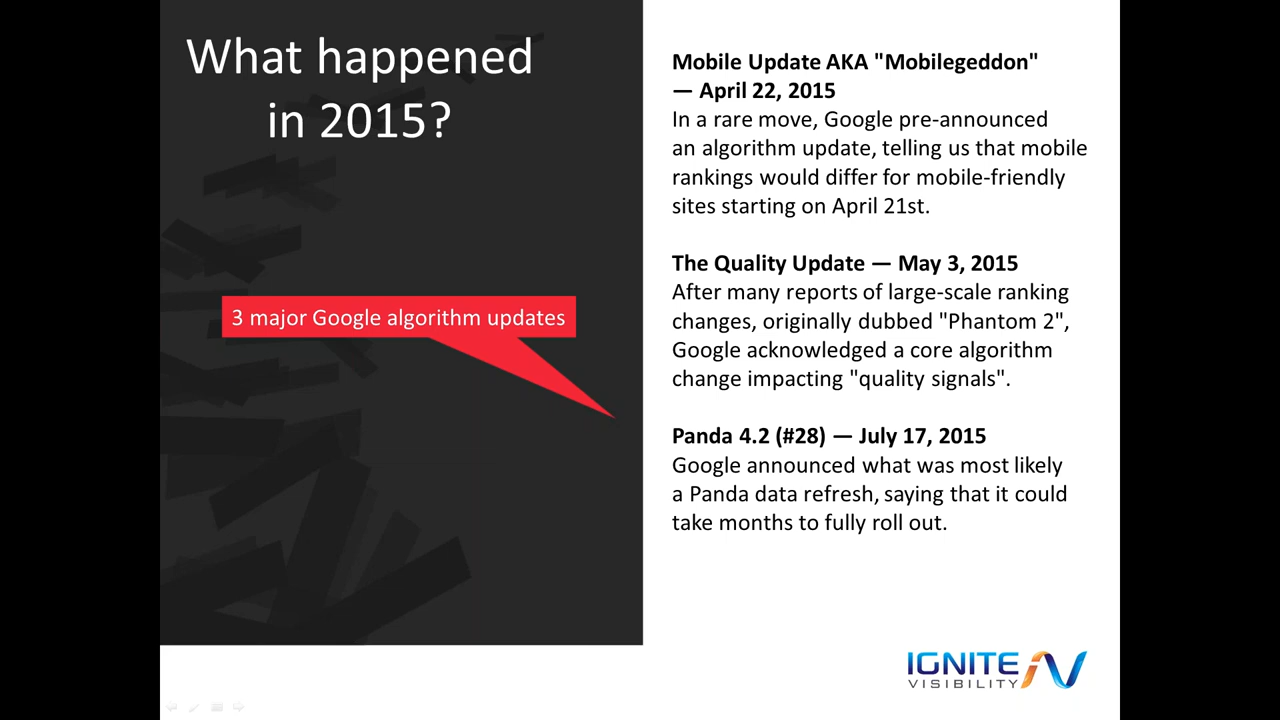 What happened
in 2015?
3 major Google algorithm updates
Mobile Update AKA "Mobilegeddon"
— April 22, 2015
In a rare move, Google pre-announced
an algorithm update, telling us that mobile
rankings would differ for mobile-friendly
sites starting on April 21st.
The Quality Update — May 3, 2015
After many reports of large-scale ranking
changes, originally dubbed "Phantom 2",
Google acknowledged a core algorithm
change impacting "quality signals".
Panda 4.2 (#28) — July 17, 2015
Google announced what was most likely
a Panda data refresh, saying that it could
take months to fully roll out.
IGNITE
VISIBILITY